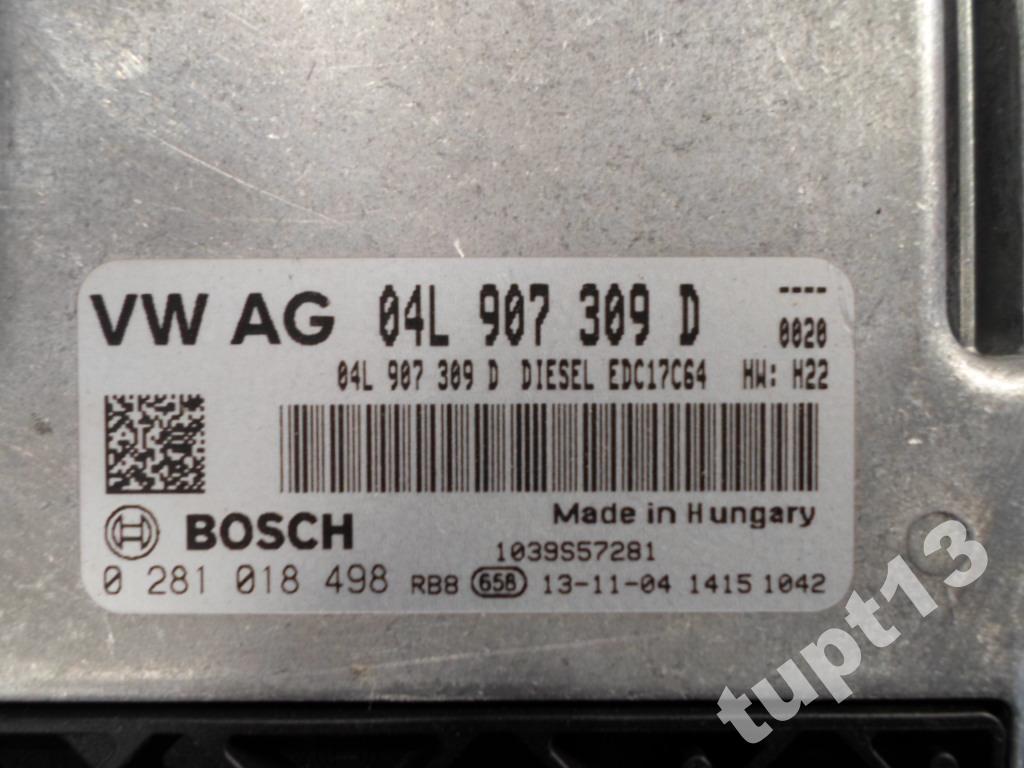 VW AG 04L 907 309 D ----
0020
04L 907 309 D DIESEL EDC17C64 HW: H22
Made in Hungary
BOSCH
1039S57281
0 281 018 498 RB8 658 13-11-04 1415 1042
tupt13